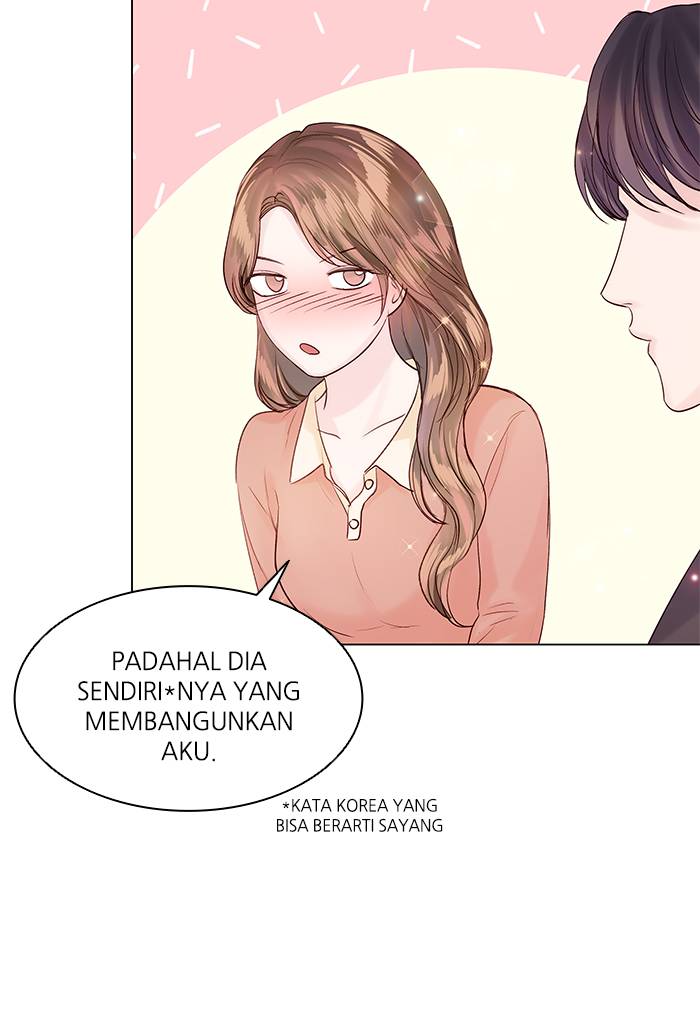 PADAHAL DIA
SENDIRI*NYA YANG
MEMBANGUNKAN
AKU.
*KATA KOREA YANG
BISA BERARTI SAYANG